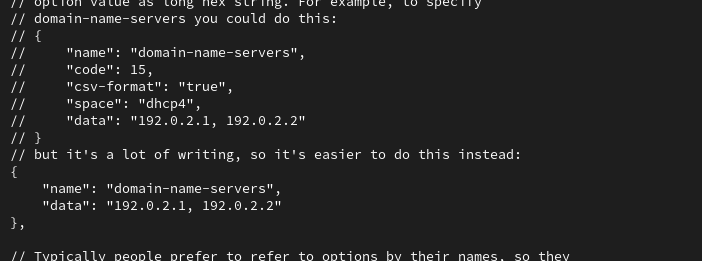 // option value as long hex string. For example, to specify
// domain-name-servers you could do this:
// {
//     "name": "domain-name-servers",
//     "code": 15,
//     "csv-format": "true",
//     "space": "dhcp4",
//     "data": "192.0.2.1, 192.0.2.2"
// }
// but it's a lot of writing, so it's easier to do this instead:
{
    "name": "domain-name-servers",
    "data": "192.0.2.1, 192.0.2.2"
},
// Typically people prefer to refer to options by their names, so they